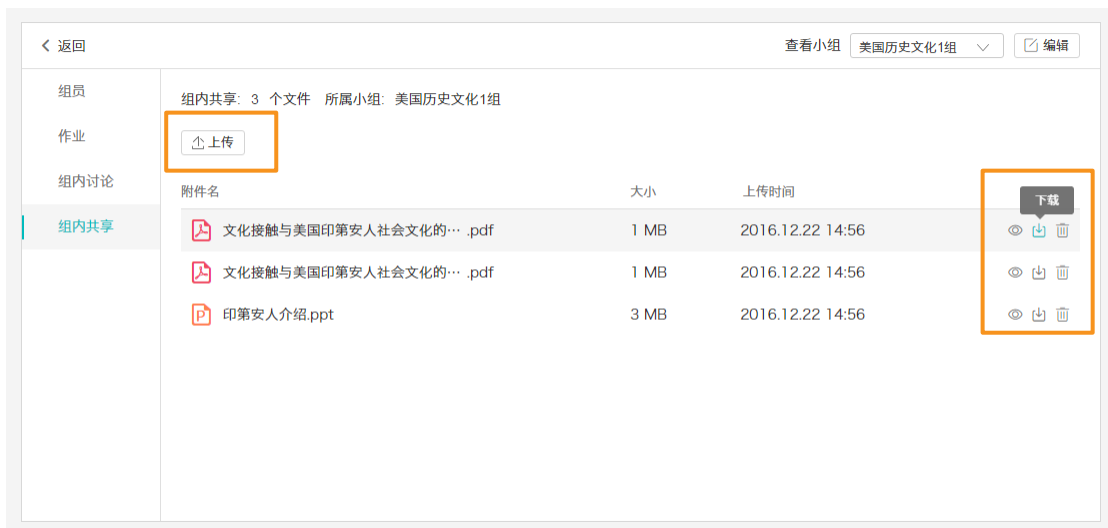 返回 查看小组 美国历史文化1组 编辑
组员
组内共享: 3 个文件 所属小组: 美国历史文化1组
作业
上传
组内讨论
附件名 大小 上传时间
下载
组内共享
文化接触与美国印第安人社会文化的… .pdf 1 MB 2016.12.22 14:56
文化接触与美国印第安人社会文化的… .pdf 1 MB 2016.12.22 14:56
印第安人介绍.ppt 3 MB 2016.12.22 14:56